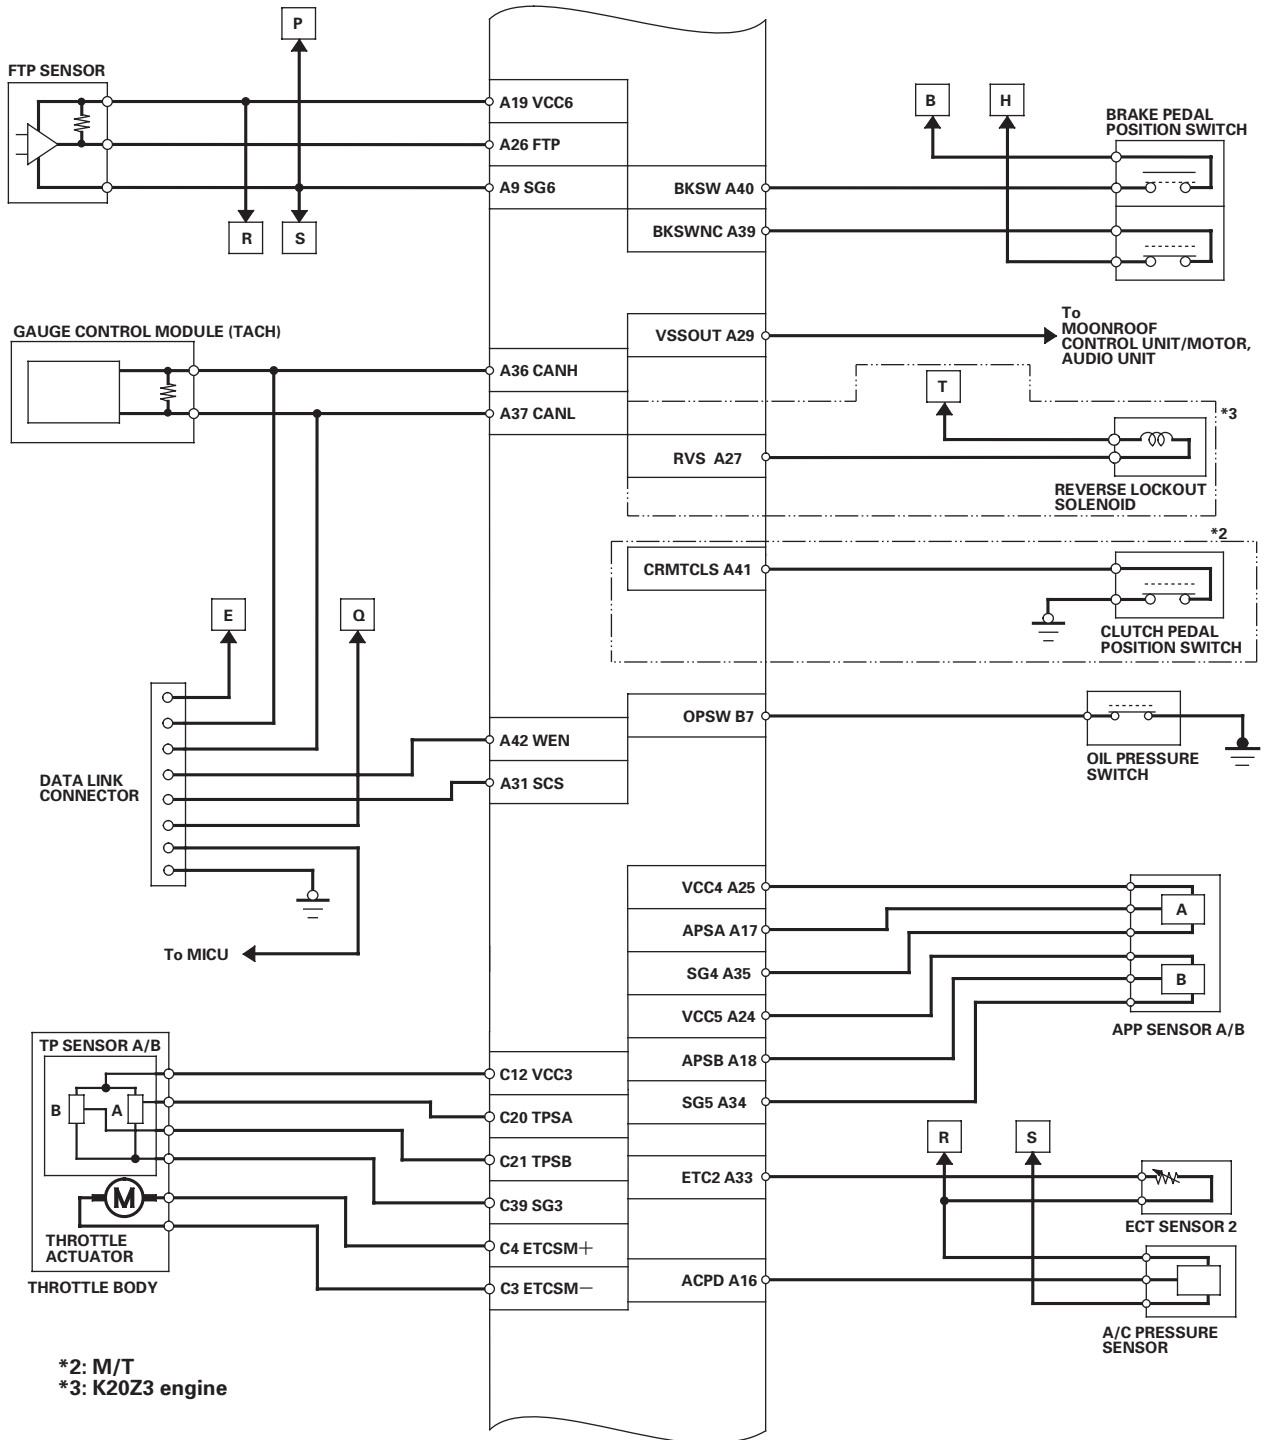 P
FTP SENSOR
A19 VCC6
A26 FTP
A9 SG6
R
S
B
H
BRAKE PEDAL
POSITION SWITCH
BKSW A40
BKSWNC A39
GAUGE CONTROL MODULE (TACH)
A36 CANH
A37 CANL
VSSOUT A29
To
MOONROOF
CONTROL UNIT/MOTOR,
AUDIO UNIT
T
*3
RVS A27
REVERSE LOCKOUT
SOLENOID
*2
CRMTCLS A41
CLUTCH PEDAL
POSITION SWITCH
E
Q
OPSW B7
OIL PRESSURE
SWITCH
A42 WEN
A31 SCS
DATA LINK
CONNECTOR
To MICU
VCC4 A25
APSA A17
SG4 A35
VCC5 A24
APSB A18
SG5 A34
A
B
APP SENSOR A/B
TP SENSOR A/B
B
A
C12 VCC3
C20 TPSA
C21 TPSB
C39 SG3
C4 ETCSM+
C3 ETCSM−
M
THROTTLE
ACTUATOR
THROTTLE BODY
R
S
ETC2 A33
ECT SENSOR 2
ACPD A16
A/C PRESSURE
SENSOR
*2: M/T
*3: K20Z3 engine